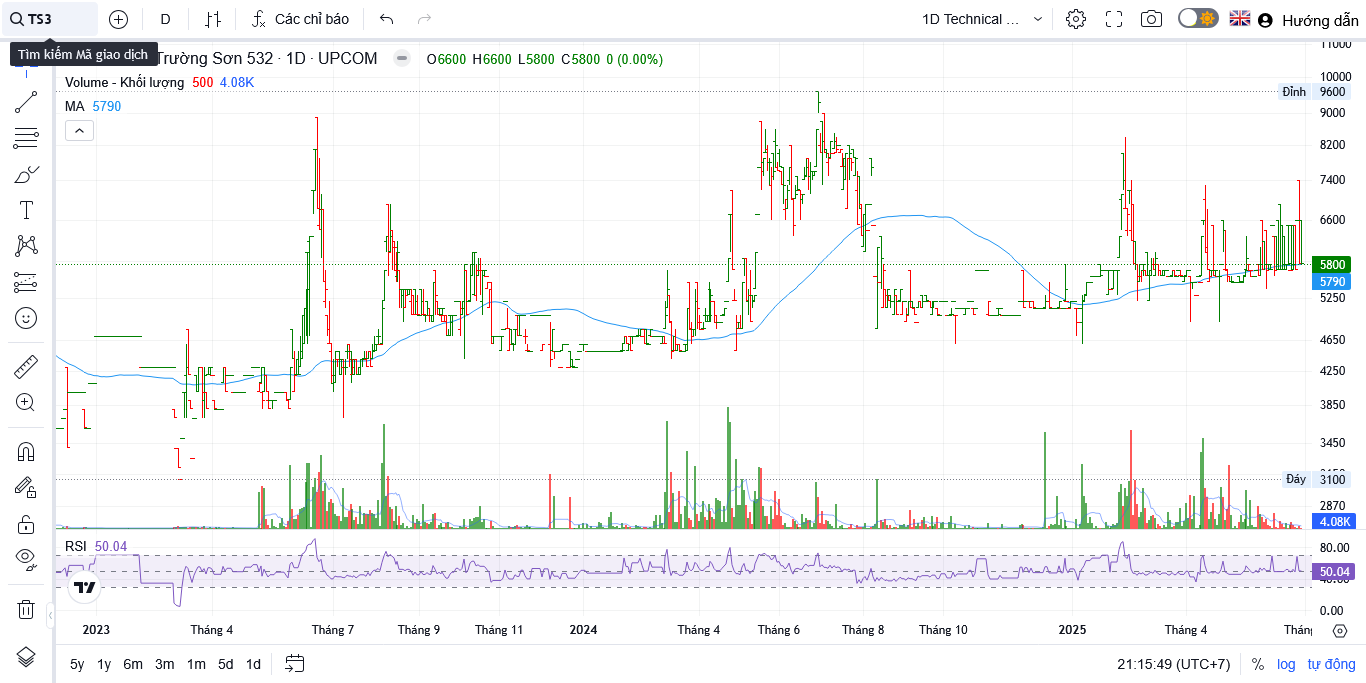 TS3 D Các chỉ báo 1D Technical ... Hướng dẫn
Tìm kiếm Mã giao dịch
Trường Sơn 532 · 1D · UPCOM O6600 H6600 L5800 C5800 0 (0.00%)
Volume - Khối lượng 500 4.08K
MA 5790
11000
10000
Đỉnh 9600
9000
8200
7400
6600
5800
5790
5250
4650
4250
3850
3450
Đáy 3100
2870
4.08K
RSI 50.04
80.00
50.04
40.00
0.00
2023 Tháng 4 Tháng 7 Tháng 9 Tháng 11 2024 Tháng 4 Tháng 6 Tháng 8 Tháng 10 2025 Tháng 4 Thán
5y 1y 6m 3m 1m 5d 1d 21:15:49 (UTC+7) % log tự động